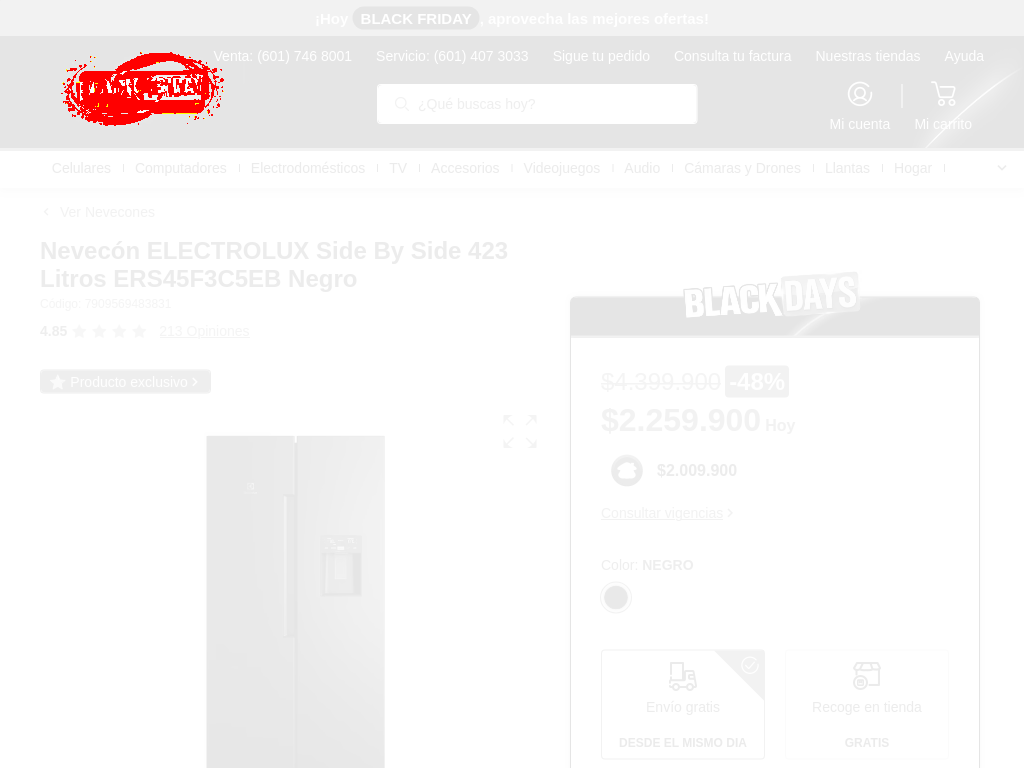 ¡Hoy BLACK FRIDAY, aprovecha las mejores ofertas!
Venta: (601) 746 8001 Servicio: (601) 407 3033 Sigue tu pedido Consulta tu factura Nuestras tiendas Ayuda
¿Qué buscas hoy?
Mi cuenta Mi carrito
Celulares Computadores Electrodomésticos TV Accesorios Videojuegos Audio Cámaras y Drones Llantas Hogar
Ver Nevecones
Nevecón ELECTROLUX Side By Side 423
Litros ERS45F3C5EB Negro
Código: 7909569483831
4.85 213 Opiniones
Producto exclusivo
BLACK DAYS
$4.399.900 -48%
$2.259.900 Hoy
$2.009.900
Consultar vigencias
Color: NEGRO
Envío gratis
DESDE EL MISMO DIA
Recoge en tienda
GRATIS